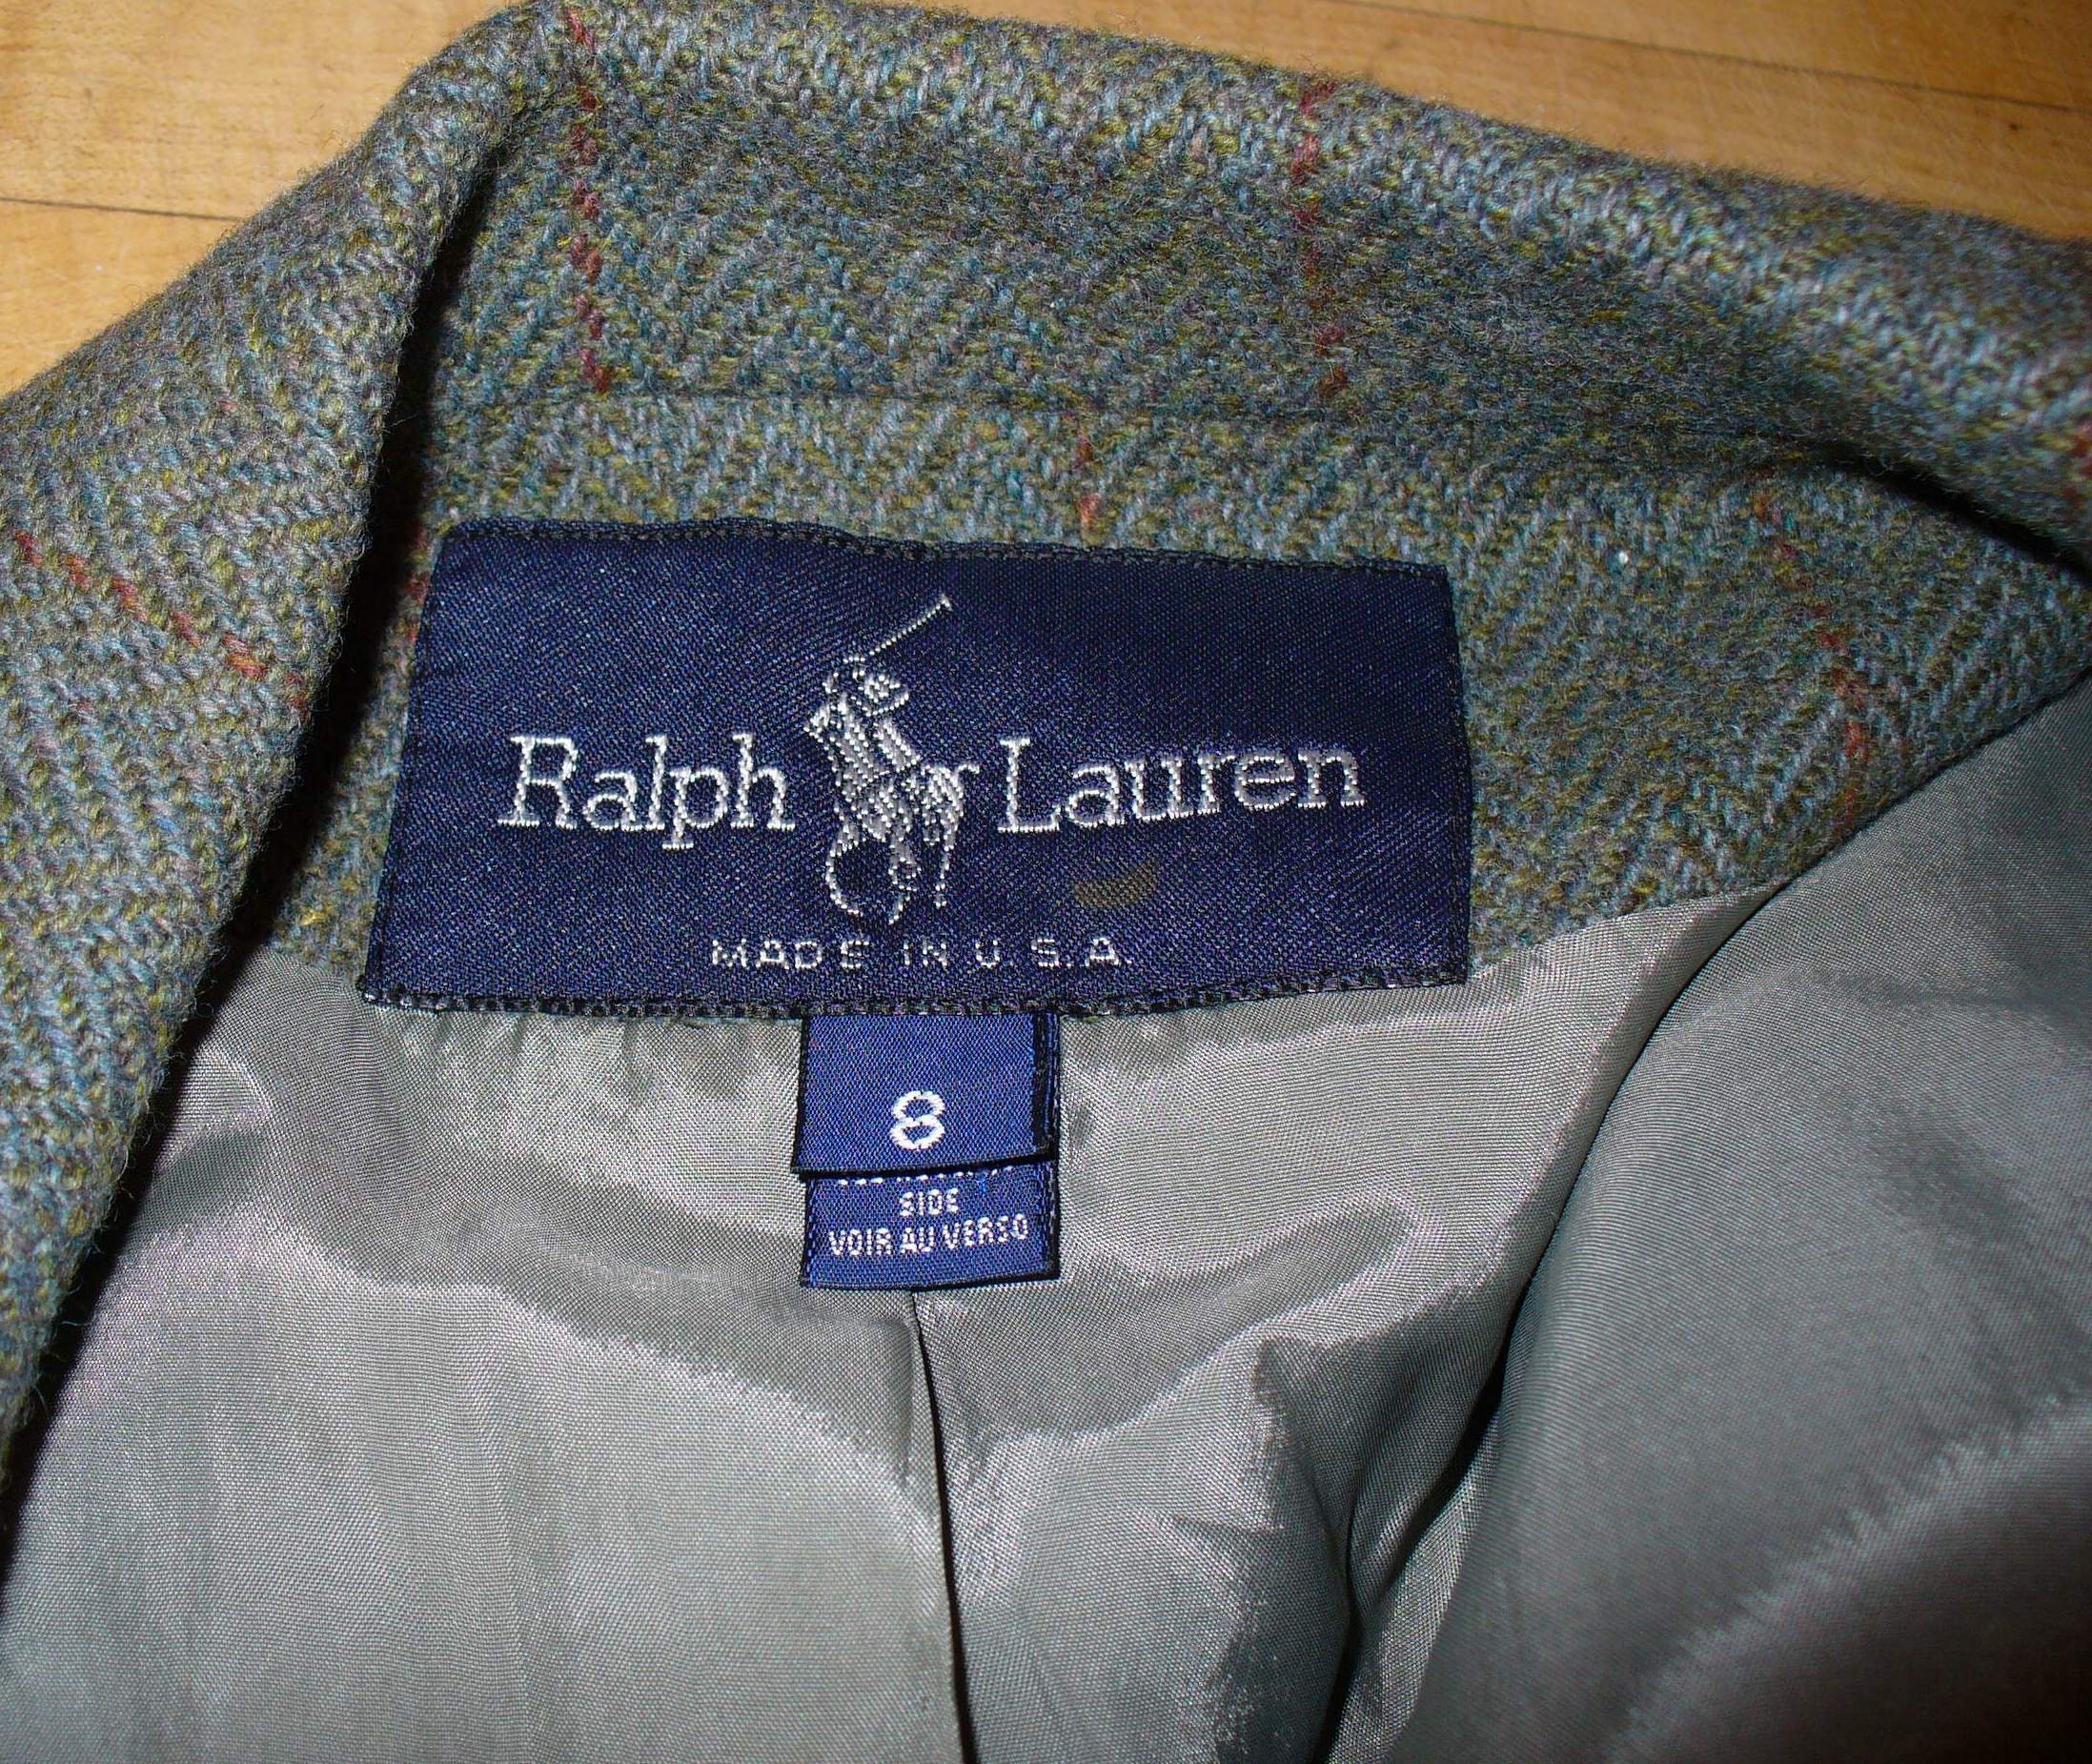 Ralph Lauren
MADE IN U.S.A.
8
SIDE
VOIR AU VERSO